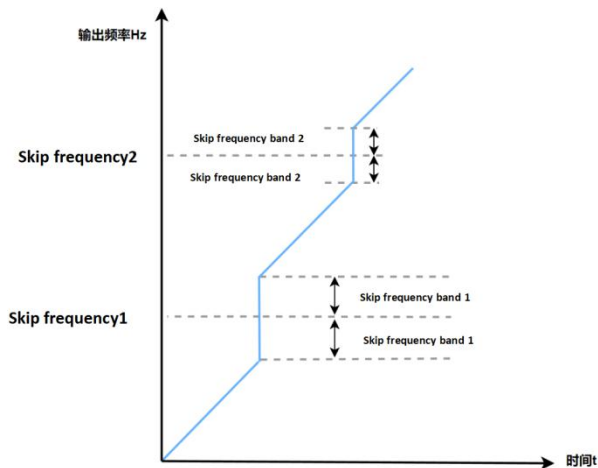 输出频率Hz
Skip frequency band 2
Skip frequency2
Skip frequency band 2
Skip frequency band 1
Skip frequency1
Skip frequency band 1
时间t